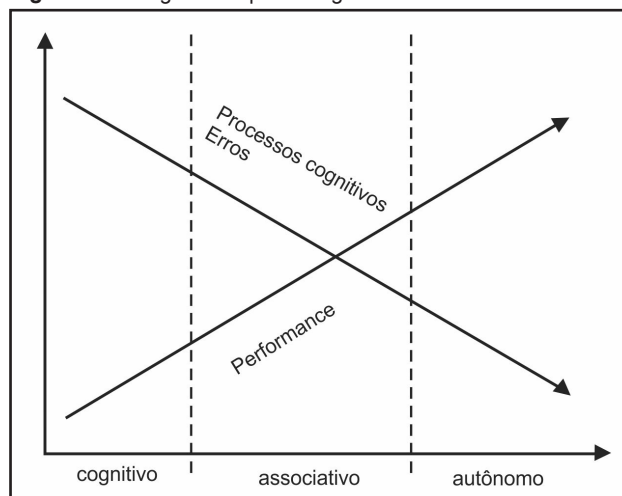 Processos cognitivos
Erros
Performance
cognitivo
associativo
autônomo